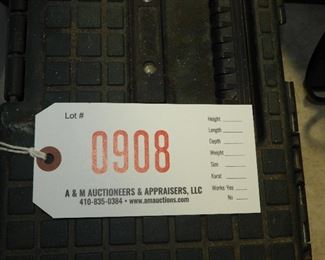 Lot #
0908
A & M AUCTIONEERS & APPRAISERS, LLC
410-835-0384 • www.amauctions.com
Height
Length
Depth
Weight
Size
Karat
Works Yes
No